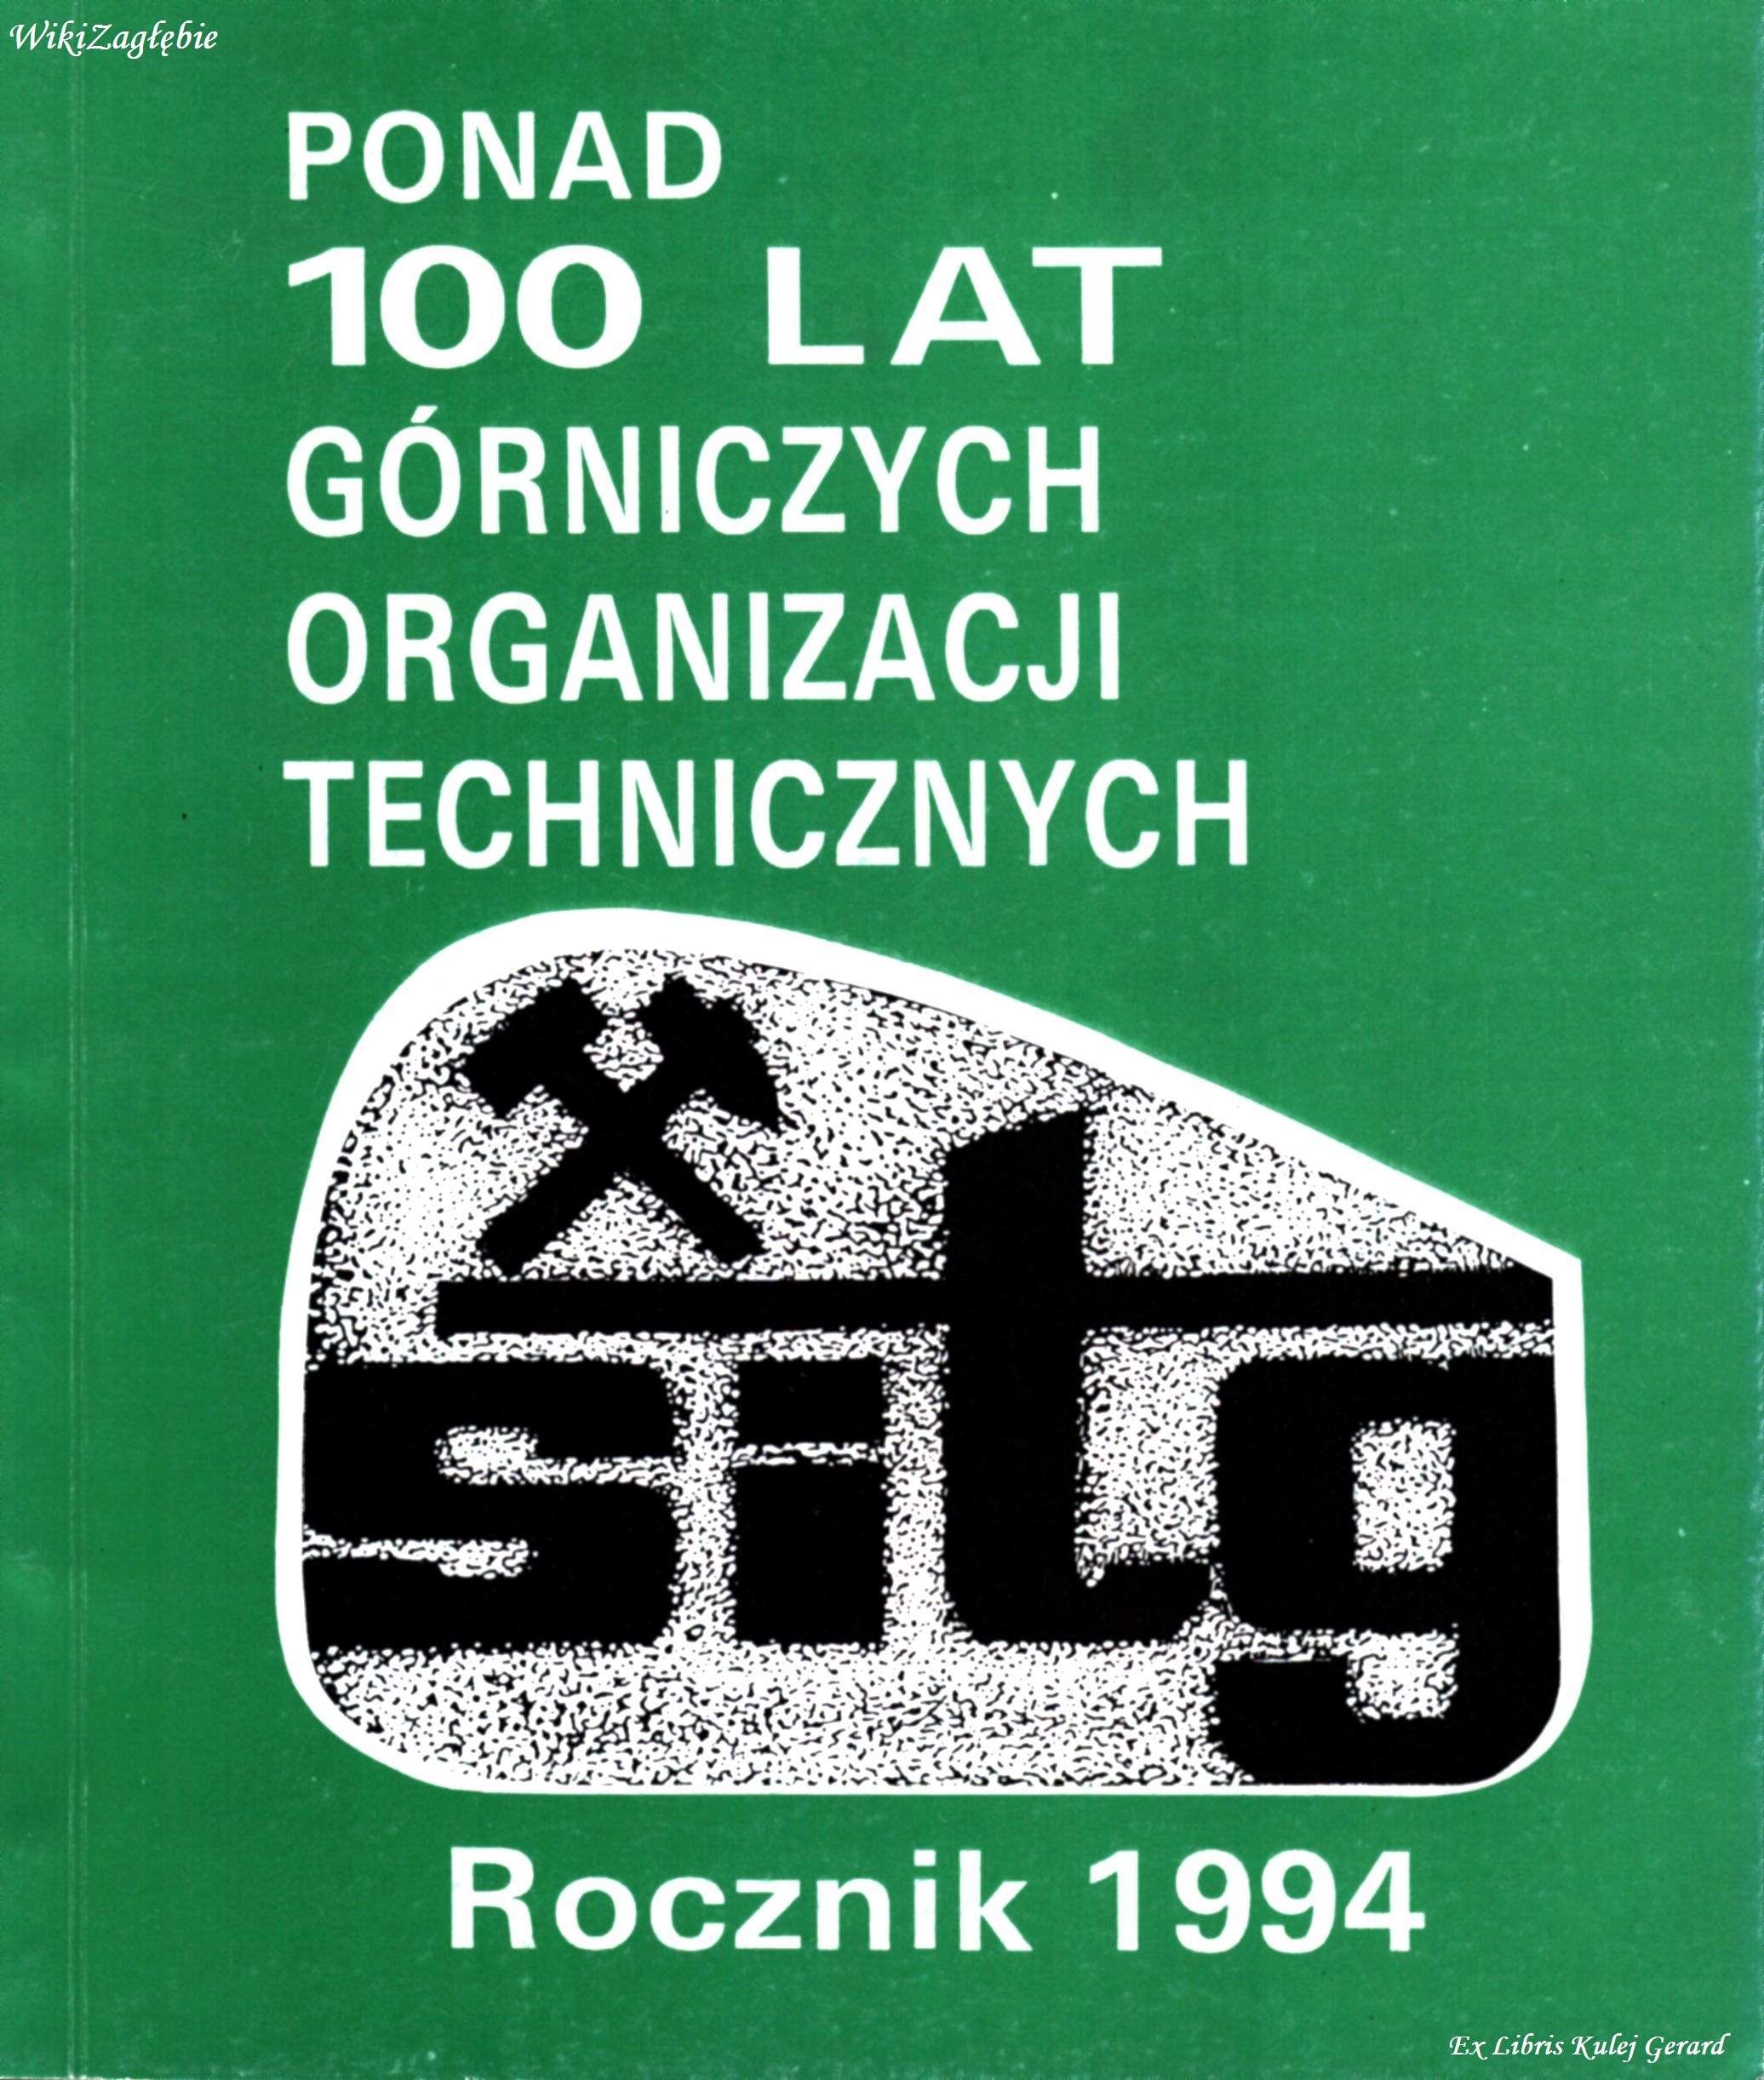 WikiZagłębie
PONAD
100 LAT
GÓRNICZYCH
ORGANIZACJI
TECHNICZNYCH
sitg
Rocznik 1994
Ex Libris Kulej Gerard